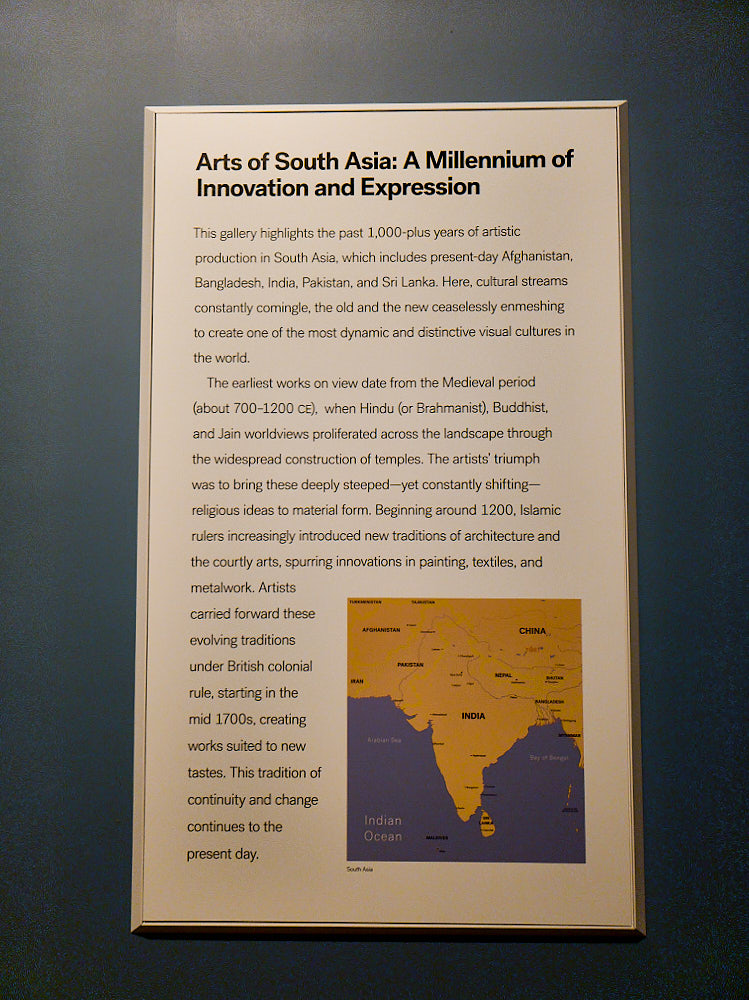 Arts of South Asia: A Millennium of
Innovation and Expression
This gallery highlights the past 1,000-plus years of artistic
production in South Asia, which includes present-day Afghanistan,
Bangladesh, India, Pakistan, and Sri Lanka. Here, cultural streams
constantly comingle, the old and the new ceaselessly enmeshing
to create one of the most dynamic and distinctive visual cultures in
the world.
The earliest works on view date from the Medieval period
(about 700–1200 CE), when Hindu (or Brahmanist), Buddhist,
and Jain worldviews proliferated across the landscape through
the widespread construction of temples. The artists' triumph
was to bring these deeply steeped—yet constantly shifting—
religious ideas to material form. Beginning around 1200, Islamic
rulers increasingly introduced new traditions of architecture and
the courtly arts, spurring innovations in painting, textiles, and
metalwork. Artists
carried forward these
evolving traditions
under British colonial
rule, starting in the
mid 1700s, creating
works suited to new
tastes. This tradition of
continuity and change
continues to the
present day.
TURKMENISTAN
TAJIKISTAN
AFGHANISTAN
CHINA
PAKISTAN
IRAN
NEPAL
BHUTAN
BANGLADESH
INDIA
MYANMAR
Arabian Sea
Bay of Bengal
Indian
Ocean
SRI
LANKA
MALDIVES
South Asia